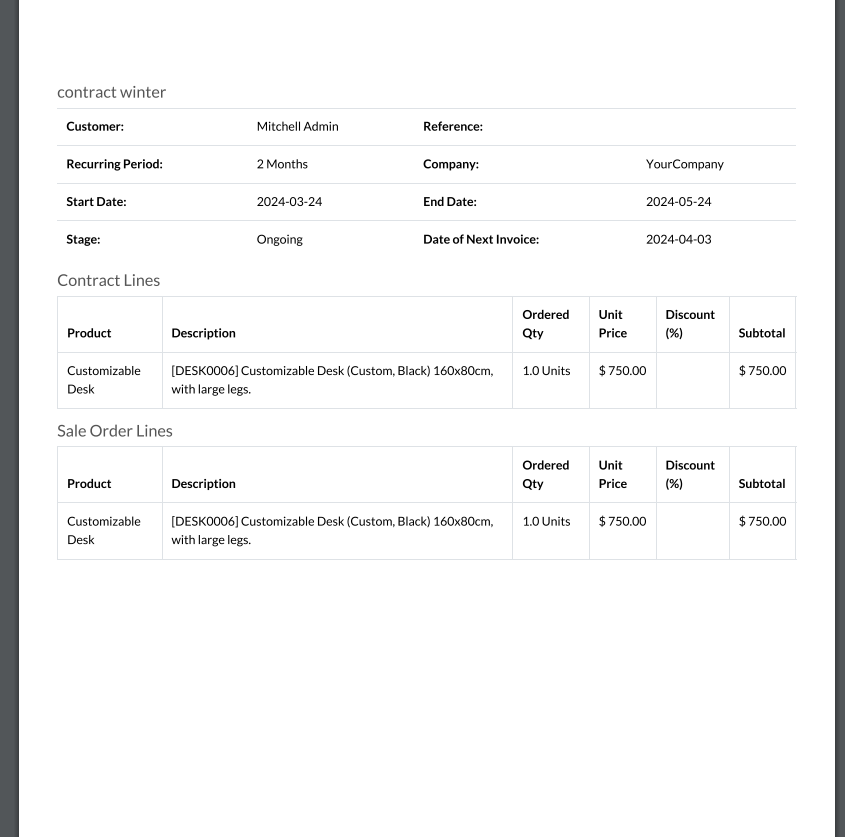 contract winter
Customer: Mitchell Admin Reference:
Recurring Period: 2 Months Company: YourCompany
Start Date: 2024-03-24 End Date: 2024-05-24
Stage: Ongoing Date of Next Invoice: 2024-04-03
Contract Lines
Product Description Ordered Qty Unit Price Discount (%) Subtotal
Customizable Desk [DESK0006] Customizable Desk (Custom, Black) 160x80cm, with large legs. 1.0 Units $ 750.00 $ 750.00
Sale Order Lines
Product Description Ordered Qty Unit Price Discount (%) Subtotal
Customizable Desk [DESK0006] Customizable Desk (Custom, Black) 160x80cm, with large legs. 1.0 Units $ 750.00 $ 750.00